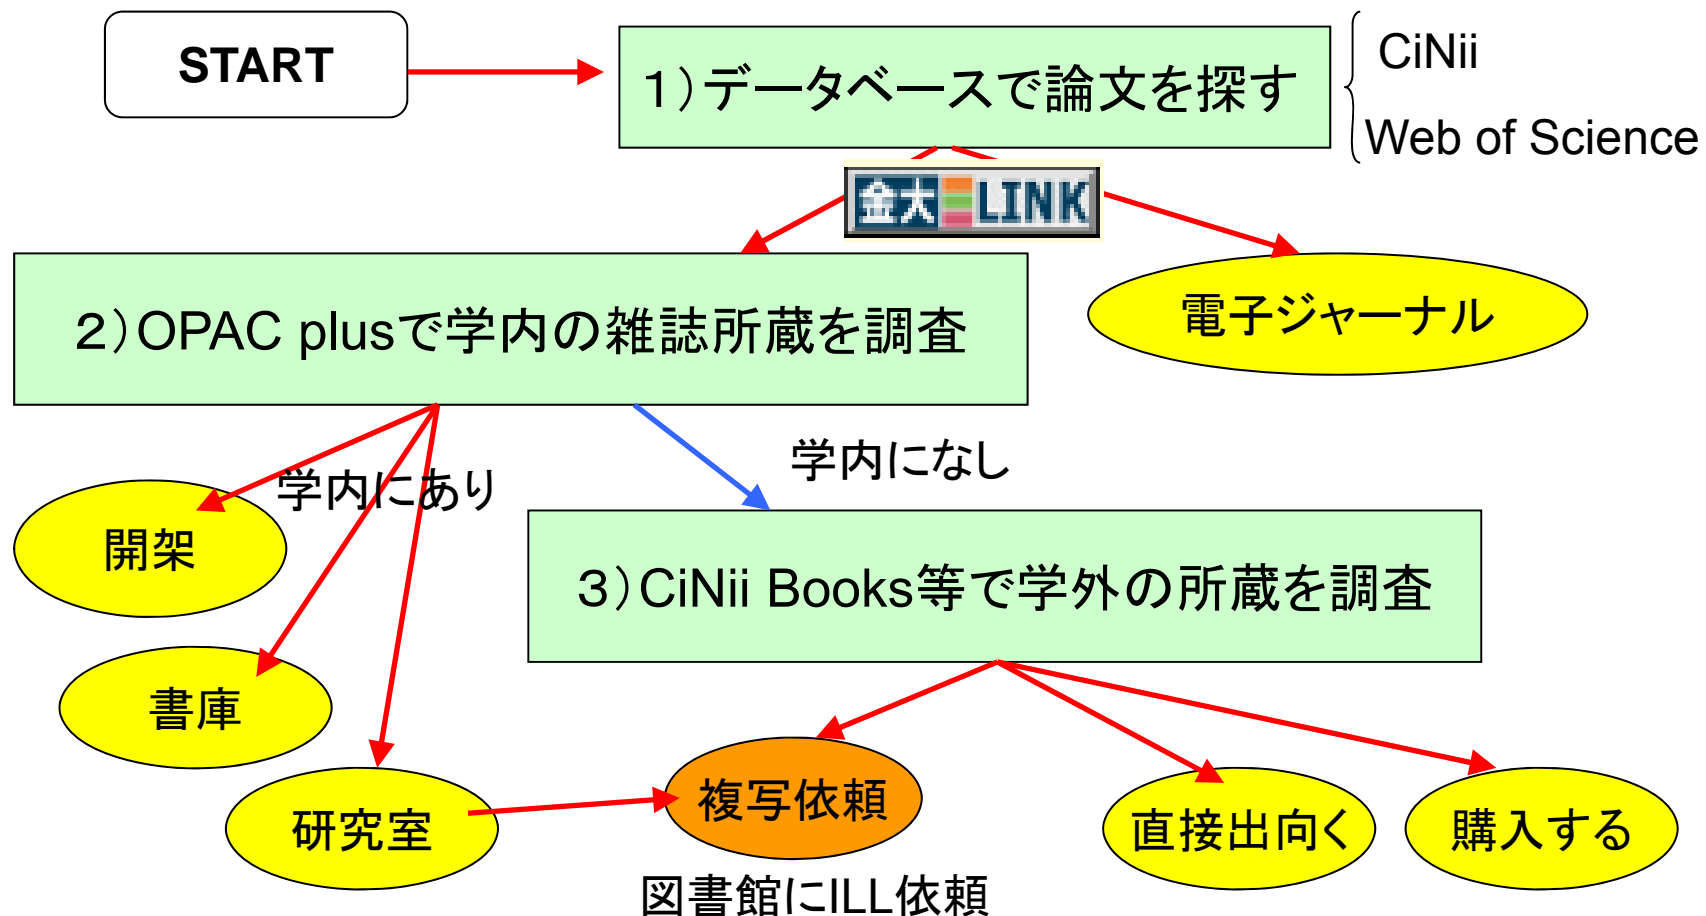 START
１）データベースで論文を探す
CiNii
Web of Science
金大 LINK
２）OPAC plusで学内の雑誌所蔵を調査
電子ジャーナル
学内にあり
学内になし
開架
３）CiNii Books等で学外の所蔵を調査
書庫
研究室
複写依頼
直接出向く
購入する
図書館にILL依頼